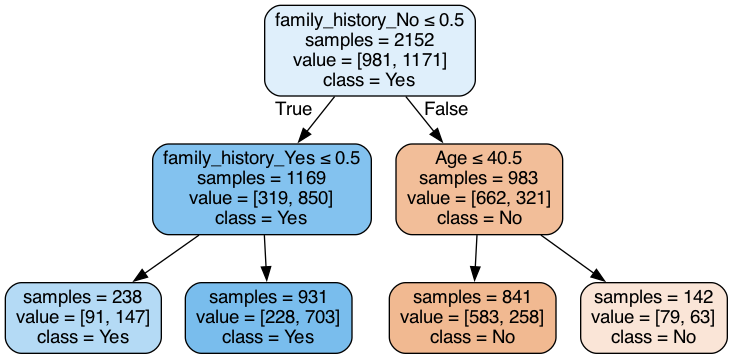 family_history_No ≤ 0.5
samples = 2152
value = [981, 1171]
class = Yes
True
False
family_history_Yes ≤ 0.5
samples = 1169
value = [319, 850]
class = Yes
Age ≤ 40.5
samples = 983
value = [662, 321]
class = No
samples = 238
value = [91, 147]
class = Yes
samples = 931
value = [228, 703]
class = Yes
samples = 841
value = [583, 258]
class = No
samples = 142
value = [79, 63]
class = No